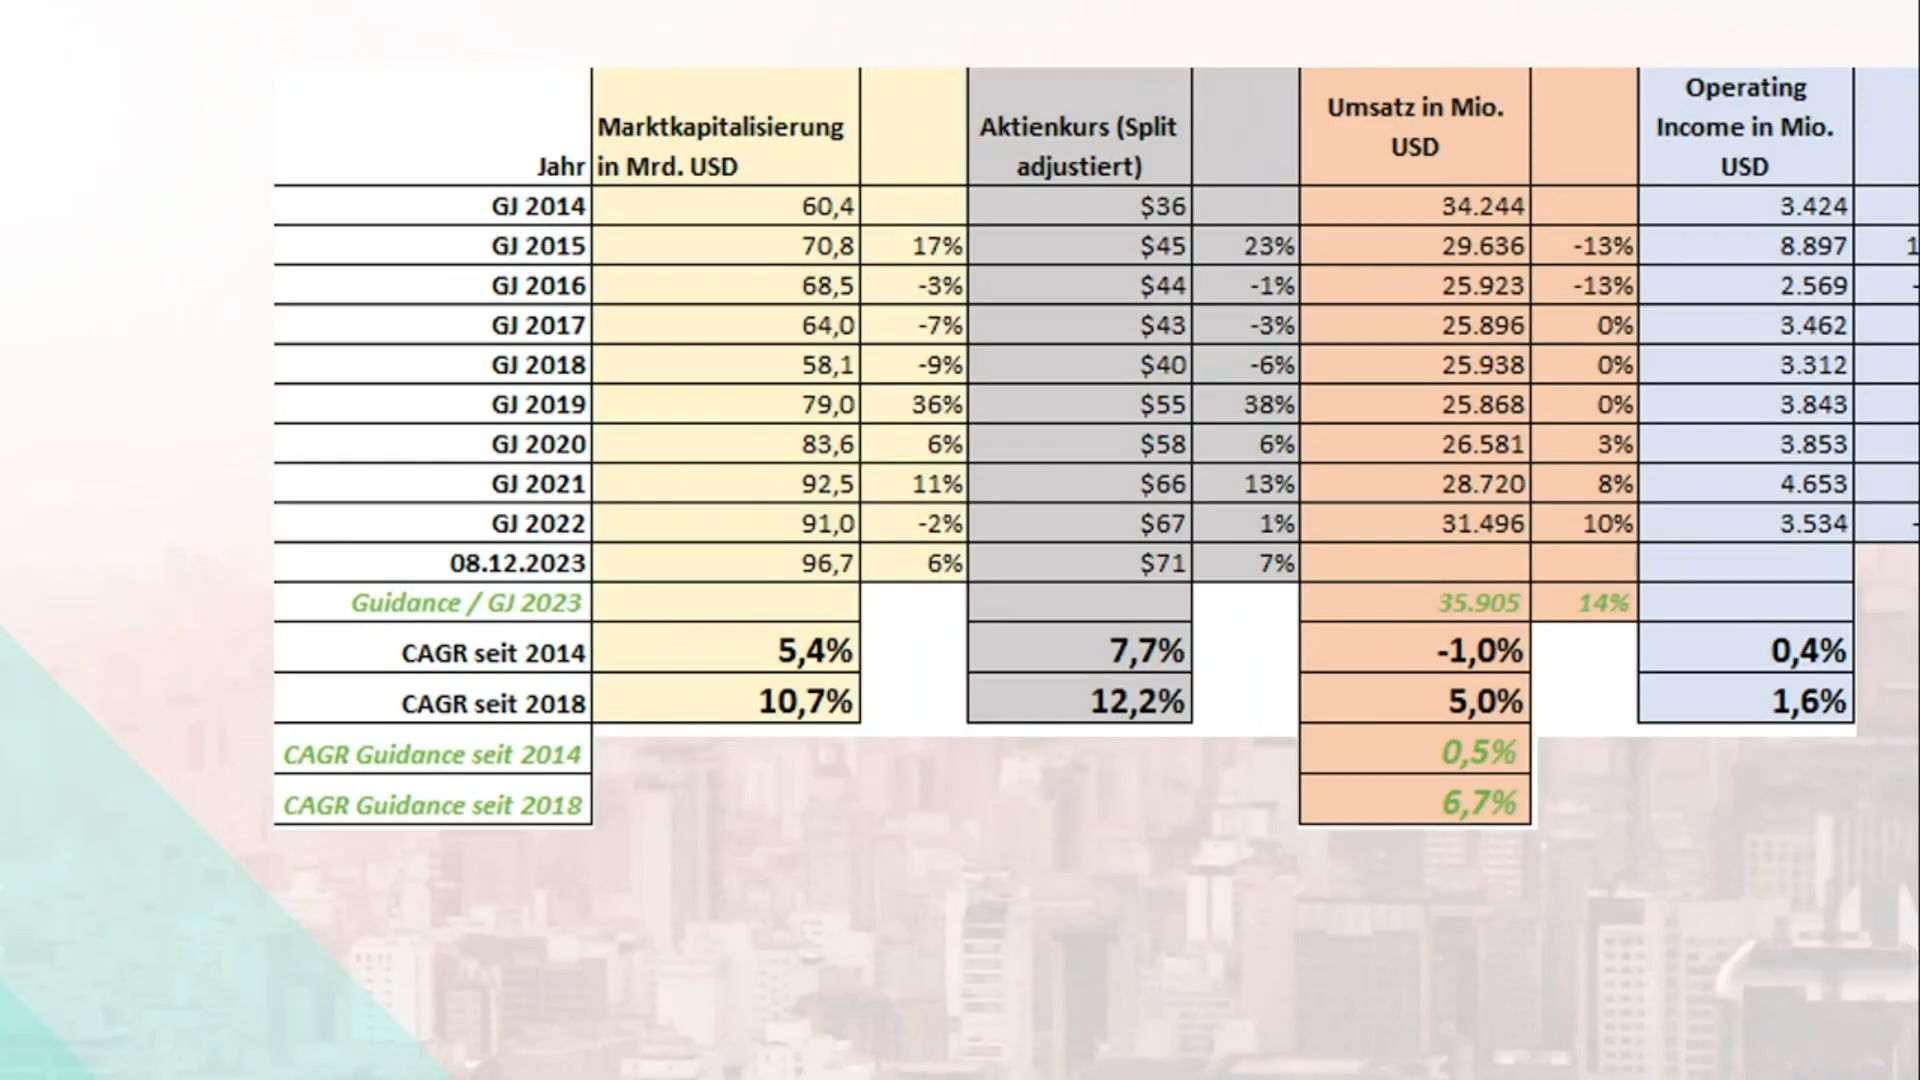 Jahr Marktkapitalisierung in Mrd. USD Aktienkurs (Split adjustiert) Umsatz in Mio. USD Operating Income in Mio. USD
GJ 2014 60,4 $36 34.244 3.424
GJ 2015 70,8 17% $45 23% 29.636 -13% 8.897 1
GJ 2016 68,5 -3% $44 -1% 25.923 -13% 2.569 -
GJ 2017 64,0 -7% $43 -3% 25.896 0% 3.462
GJ 2018 58,1 -9% $40 -6% 25.938 0% 3.312
GJ 2019 79,0 36% $55 38% 25.868 0% 3.843
GJ 2020 83,6 6% $58 6% 26.581 3% 3.853
GJ 2021 92,5 11% $66 13% 28.720 8% 4.653
GJ 2022 91,0 -2% $67 1% 31.496 10% 3.534 -
08.12.2023 96,7 6% $71 7%
Guidance / GJ 2023 35.905 14%
CAGR seit 2014 5,4% 7,7% -1,0% 0,4%
CAGR seit 2018 10,7% 12,2% 5,0% 1,6%
CAGR Guidance seit 2014 0,5%
CAGR Guidance seit 2018 6,7%